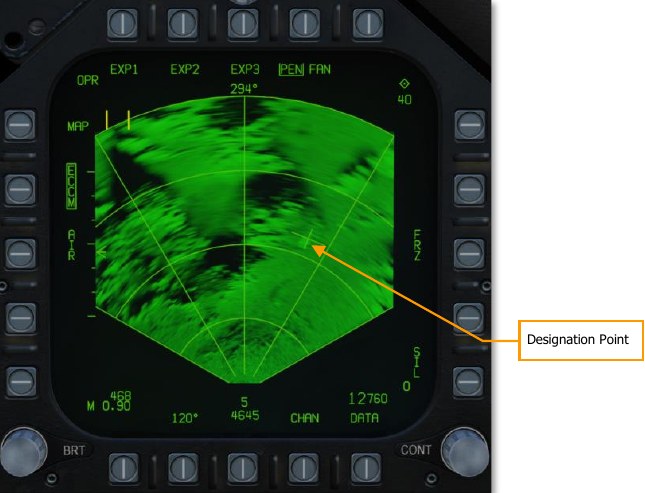 EXP1 EXP2 EXP3 PEN FAN
OPR
294°
40
MAP
ECCM
AIR
FRZ
Designation Point
SIL
0
468
M 0.90
5
12760
120°
4645
CHAN
DATA
BRT
CONT